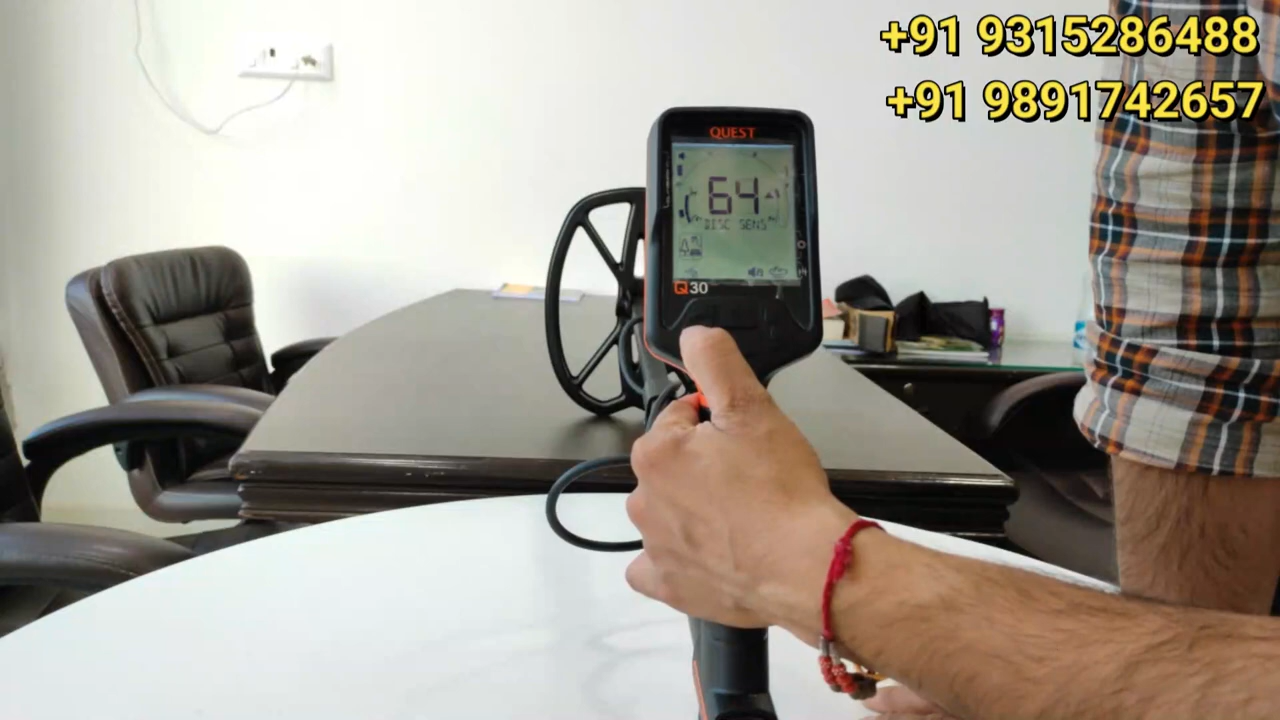 +91 9315286488
+91 9891742657
QUEST
64
DISC SENS
Q30